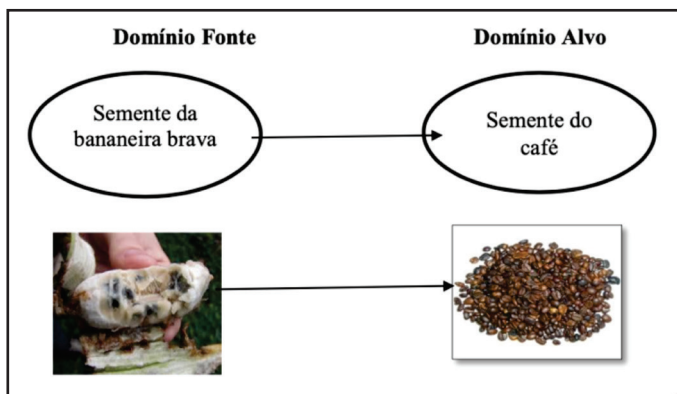 Domínio Fonte
Domínio Alvo
Semente da
bananeira brava
Semente do
café